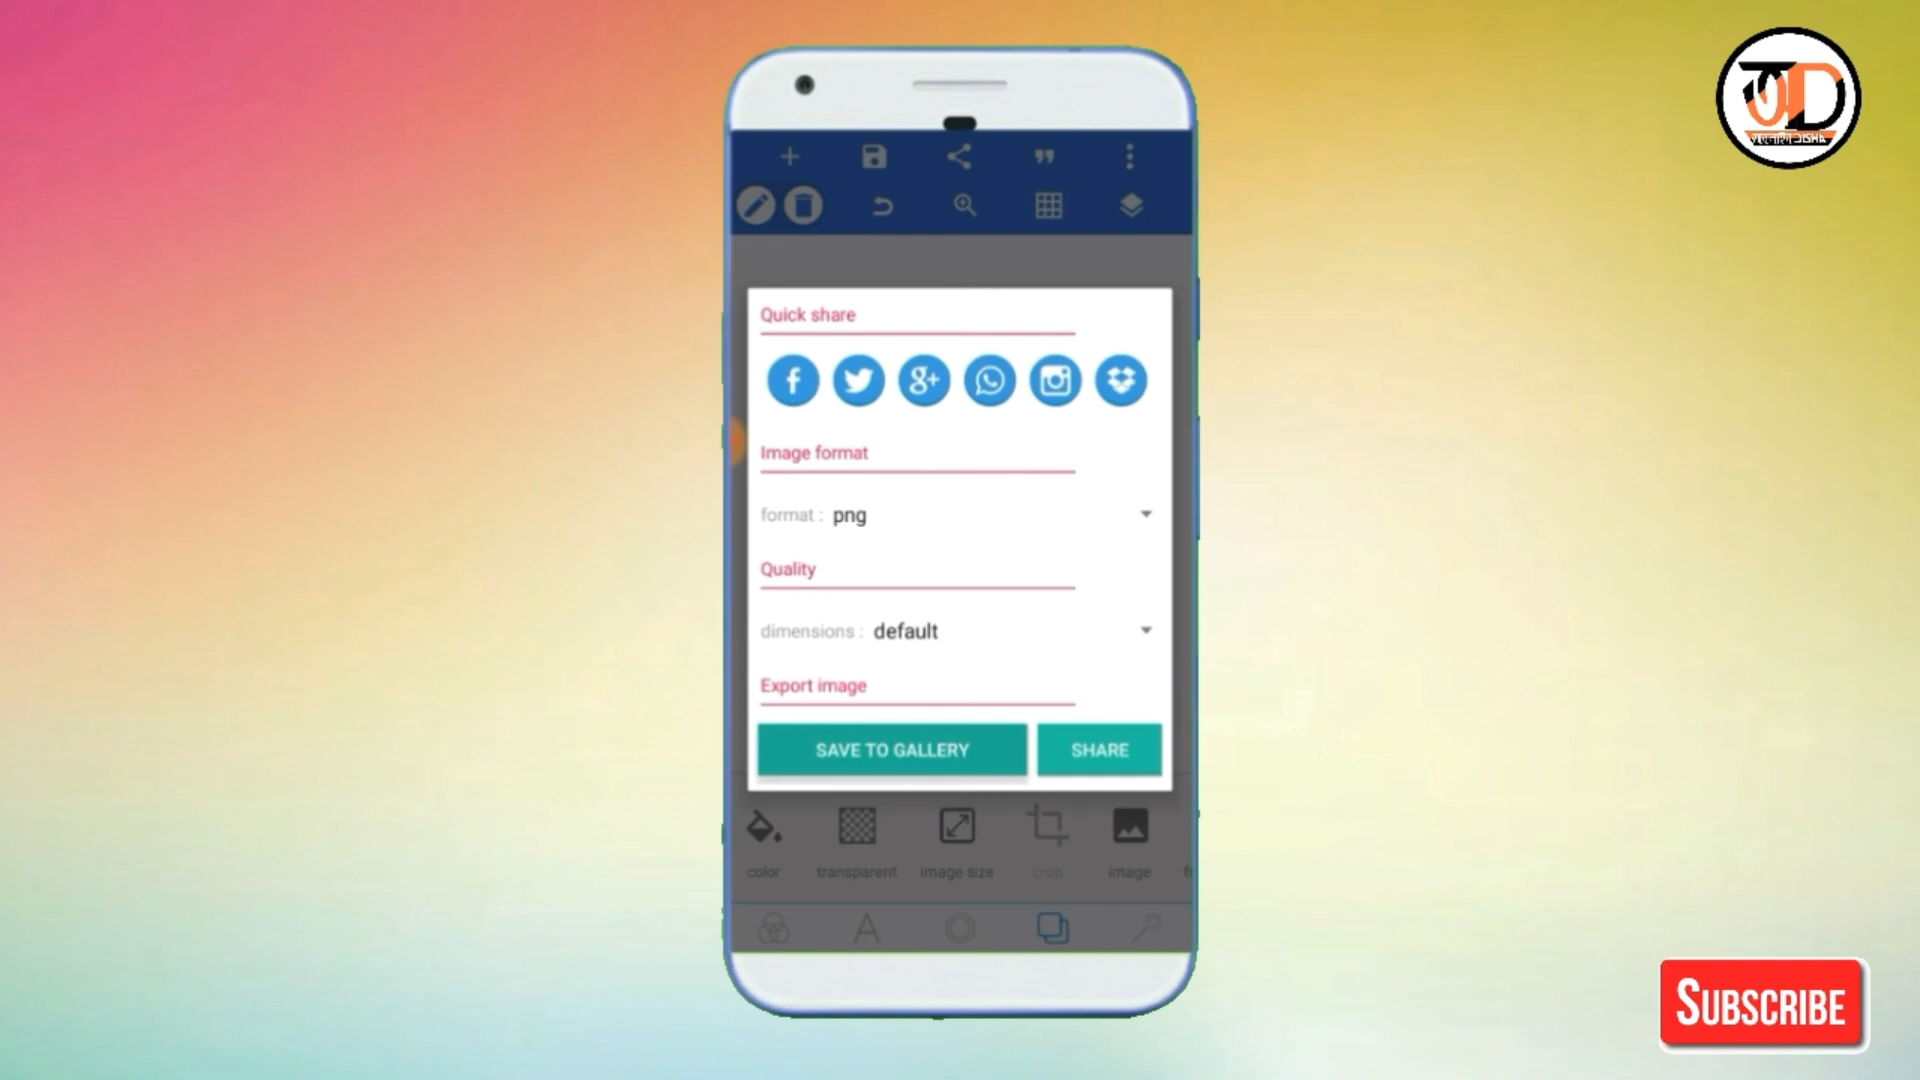 Quick share
Image format
format : png
Quality
dimensions : default
Export image
SAVE TO GALLERY SHARE
color transparent image size crop image
SUBSCRIBE